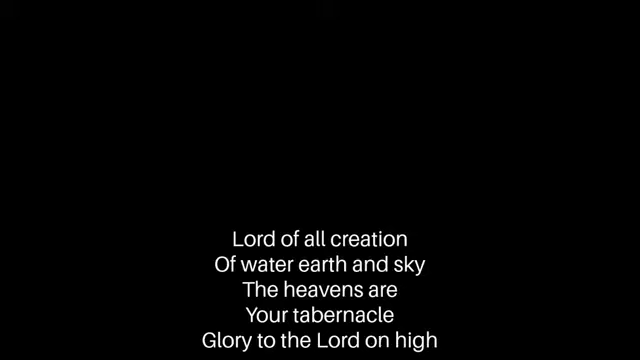 Lord of all creation
Of water earth and sky
The heavens are
Your tabernacle
Glory to the Lord on high